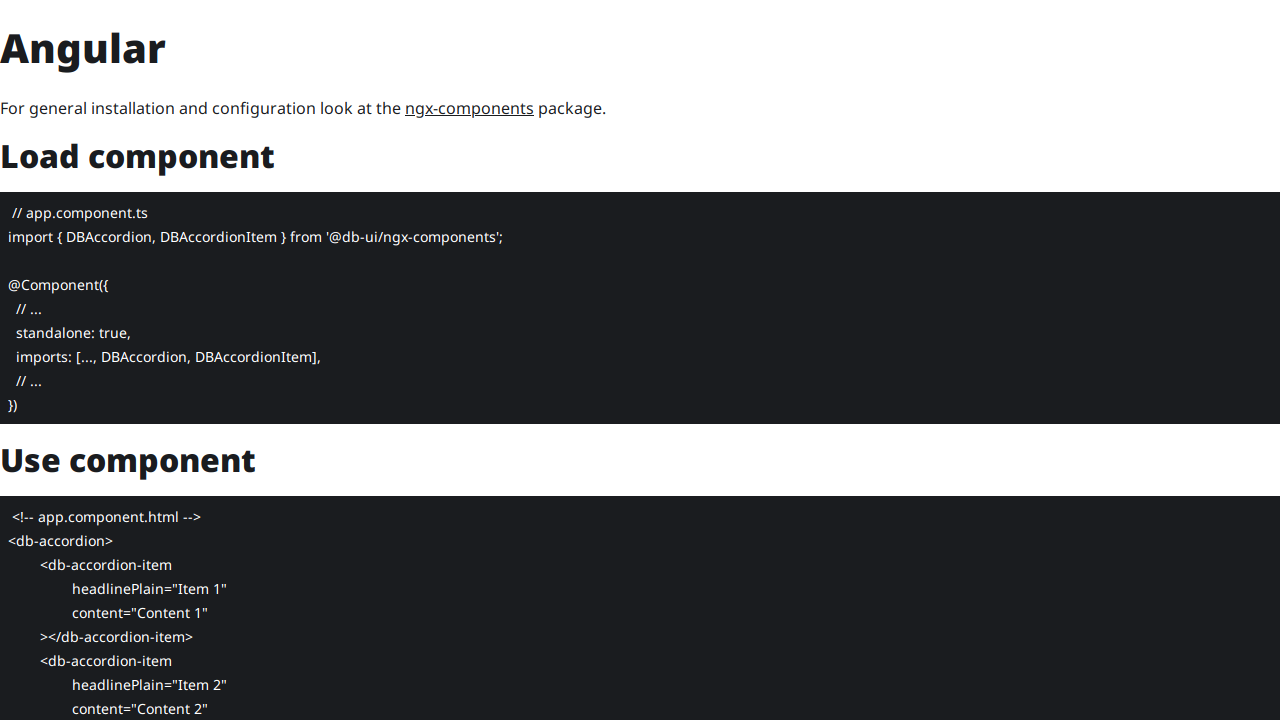 Angular
For general installation and configuration look at the ngx-components package.
Load component
// app.component.ts
import { DBAccordion, DBAccordionItem } from '@db-ui/ngx-components';
@Component({
// ...
standalone: true,
imports: [..., DBAccordion, DBAccordionItem],
// ...
})
Use component
<!-- app.component.html -->
<db-accordion>
<db-accordion-item
headlinePlain="Item 1"
content="Content 1"
></db-accordion-item>
<db-accordion-item
headlinePlain="Item 2"
content="Content 2"